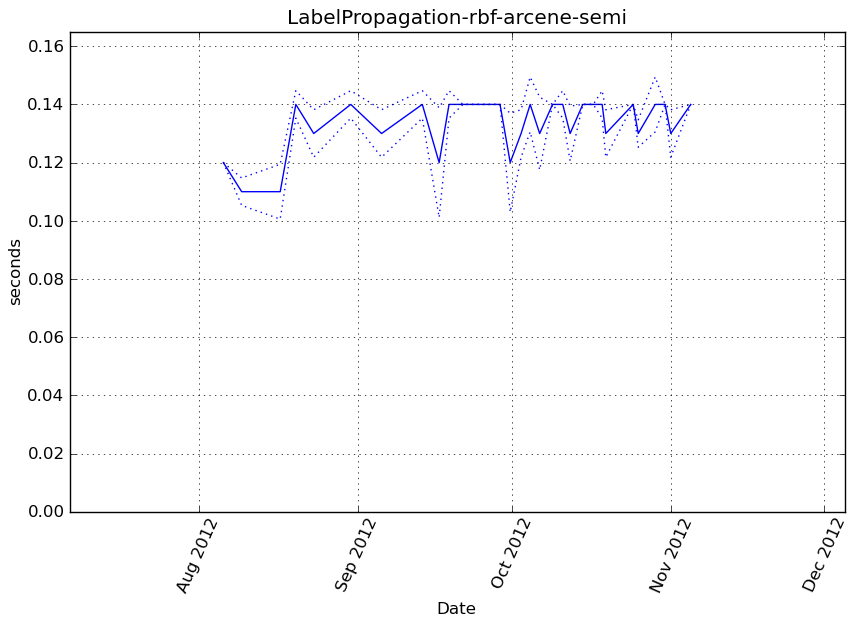 LabelPropagation-rbf-arcene-semi
0.16
0.14
0.12
0.10
0.08
0.06
0.04
0.02
0.00
seconds
Aug 2012
Sep 2012
Oct 2012
Nov 2012
Dec 2012
Date